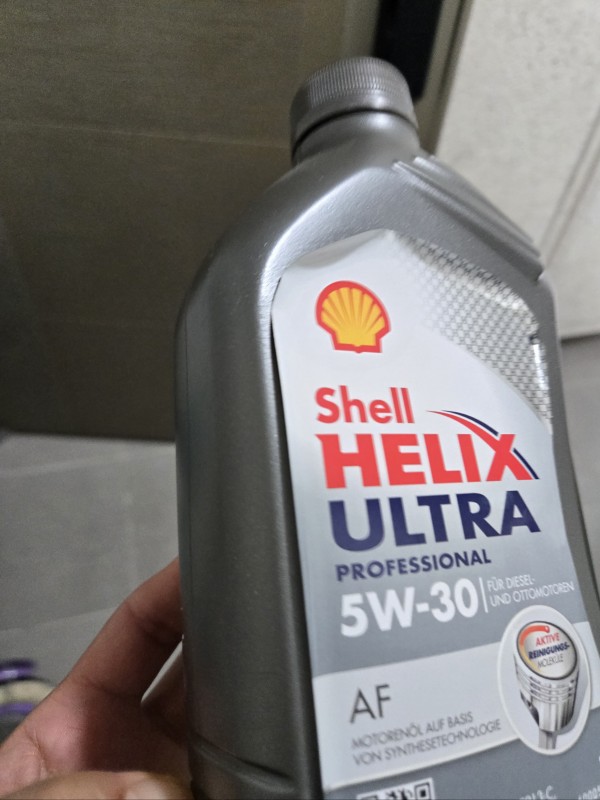 Shell
HELIX
ULTRA
PROFESSIONAL
5W-30
FÜR DIESEL-
UND OTTOMOTOREN
AKTIVE
REINIGUNGS-
MOLEKÜLE
AF
MOTORENÖL AUF BASIS
VON SYNTHESETECHNOLOGIE